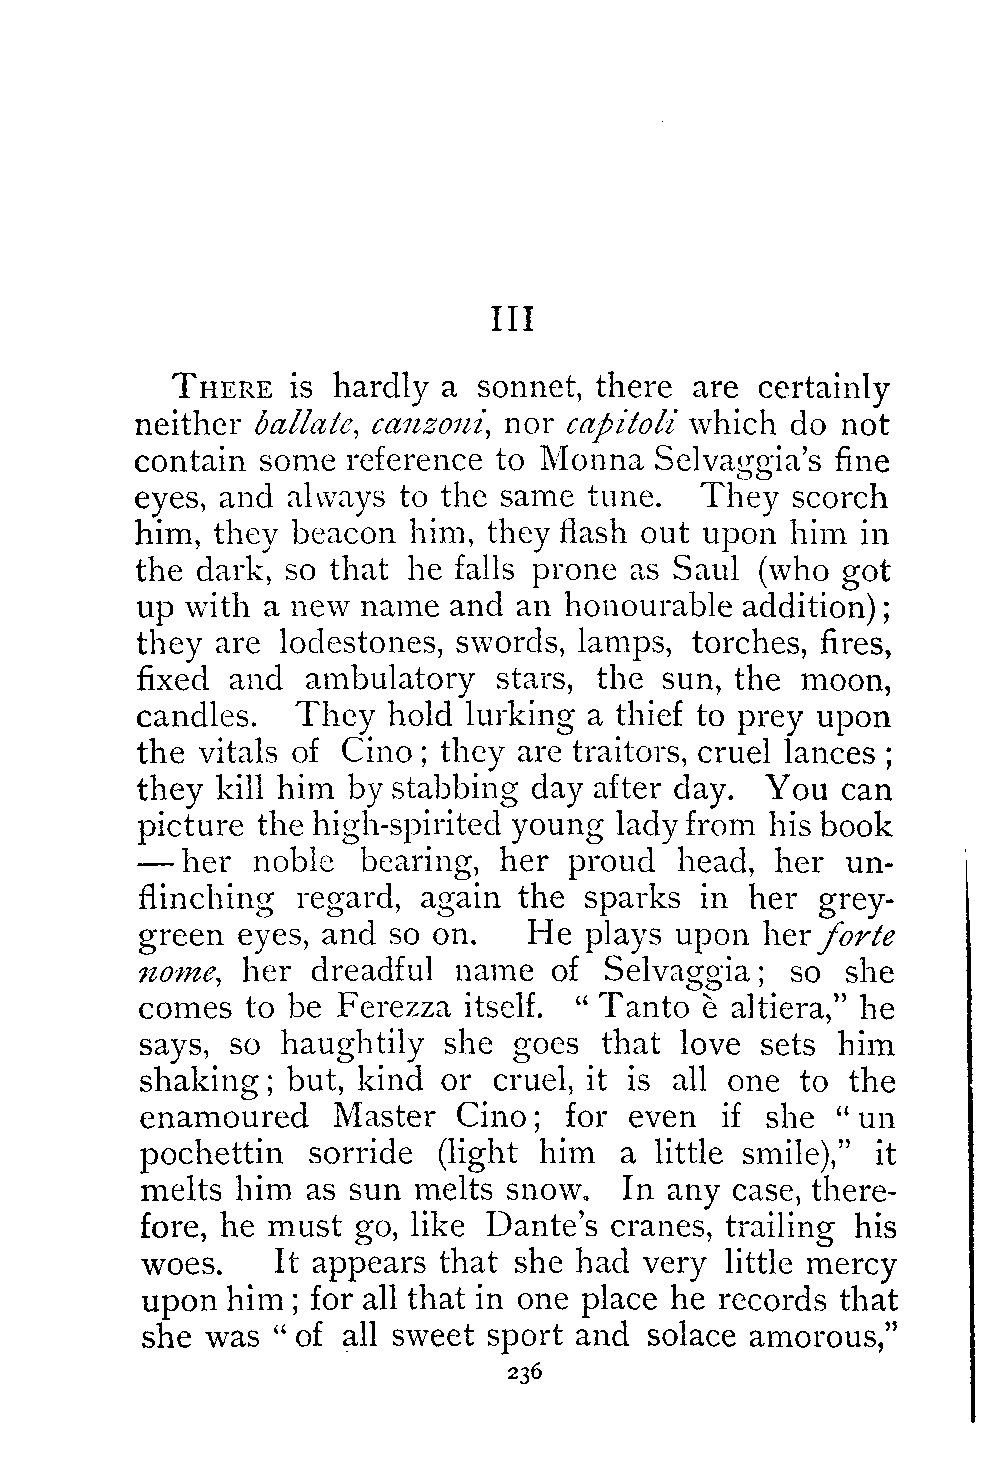 III
THERE is hardly a sonnet, there are certainly
neither ballate, canzoni, nor capitoli which do not
contain some reference to Monna Selvaggia's fine
eyes, and always to the same tune. They scorch
him, they beacon him, they flash out upon him in
the dark, so that he falls prone as Saul (who got
up with a new name and an honourable addition);
they are lodestones, swords, lamps, torches, fires,
fixed and ambulatory stars, the sun, the moon,
candles. They hold lurking a thief to prey upon
the vitals of Cino; they are traitors, cruel lances;
they kill him by stabbing day after day. You can
picture the high-spirited young lady from his book
—her noble bearing, her proud head, her un-
flinching regard, again the sparks in her grey-
green eyes, and so on. He plays upon her forte
nome, her dreadful name of Selvaggia; so she
comes to be Ferezza itself. "Tanto è altiera," he
says, so haughtily she goes that love sets him
shaking; but, kind or cruel, it is all one to the
enamoured Master Cino; for even if she "un
pochettin sorride (light him a little smile)," it
melts him as sun melts snow. In any case, there-
fore, he must go, like Dante's cranes, trailing his
woes. It appears that she had very little mercy
upon him; for all that in one place he records that
she was "of all sweet sport and solace amorous,"
236